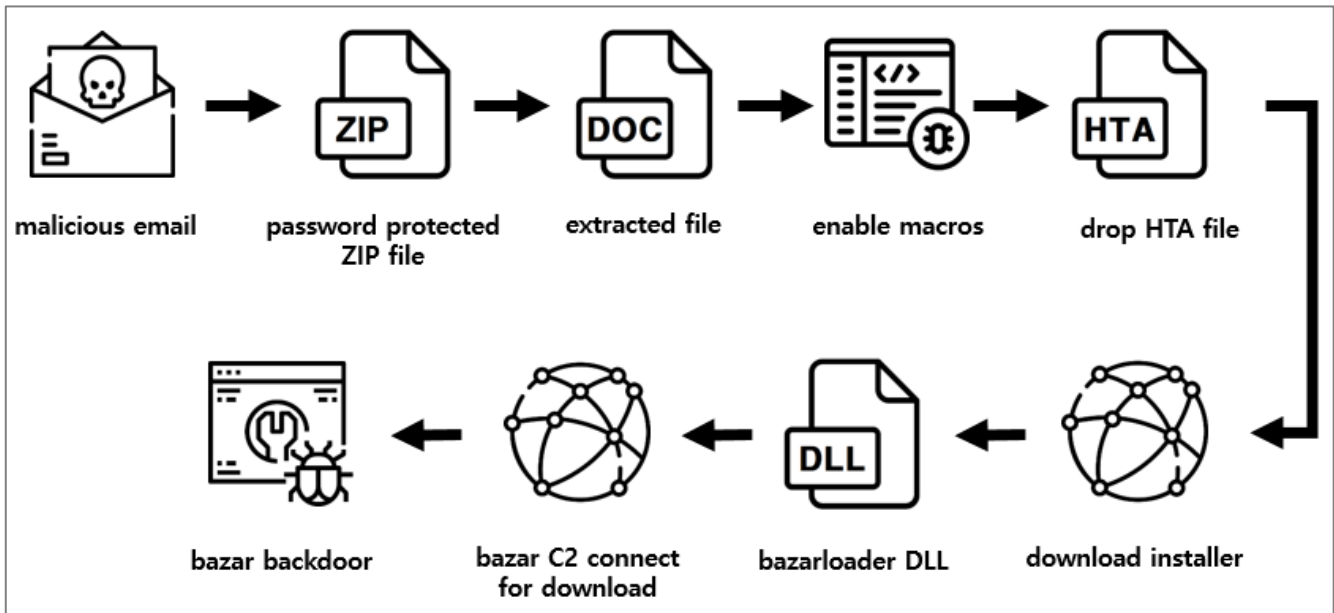 ZIP
DOC
</>
HTA
malicious email
password protected
ZIP file
extracted file
enable macros
drop HTA file
DLL
bazar backdoor
bazar C2 connect
for download
bazarloader DLL
download installer